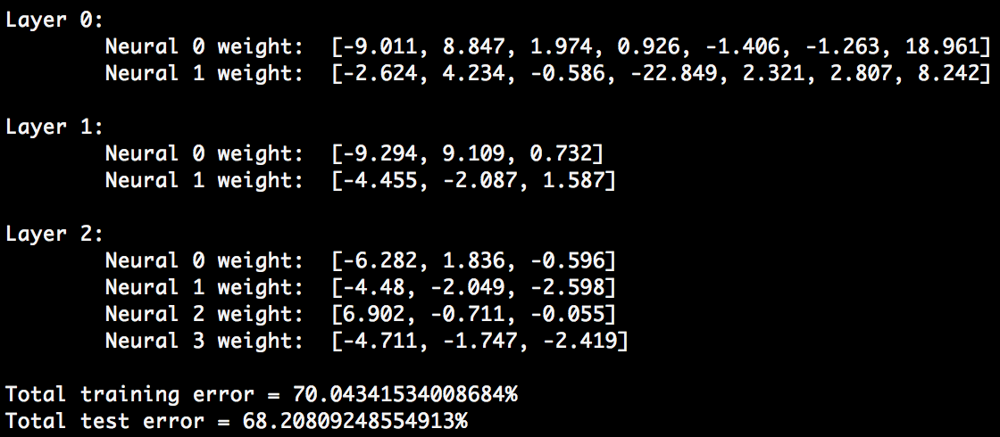 Layer 0:
Neural 0 weight: [-9.011, 8.847, 1.974, 0.926, -1.406, -1.263, 18.961]
Neural 1 weight: [-2.624, 4.234, -0.586, -22.849, 2.321, 2.807, 8.242]
Layer 1:
Neural 0 weight: [-9.294, 9.109, 0.732]
Neural 1 weight: [-4.455, -2.087, 1.587]
Layer 2:
Neural 0 weight: [-6.282, 1.836, -0.596]
Neural 1 weight: [-4.48, -2.049, -2.598]
Neural 2 weight: [6.902, -0.711, -0.055]
Neural 3 weight: [-4.711, -1.747, -2.419]
Total training error = 70.04341534008684%
Total test error = 68.20809248554913%